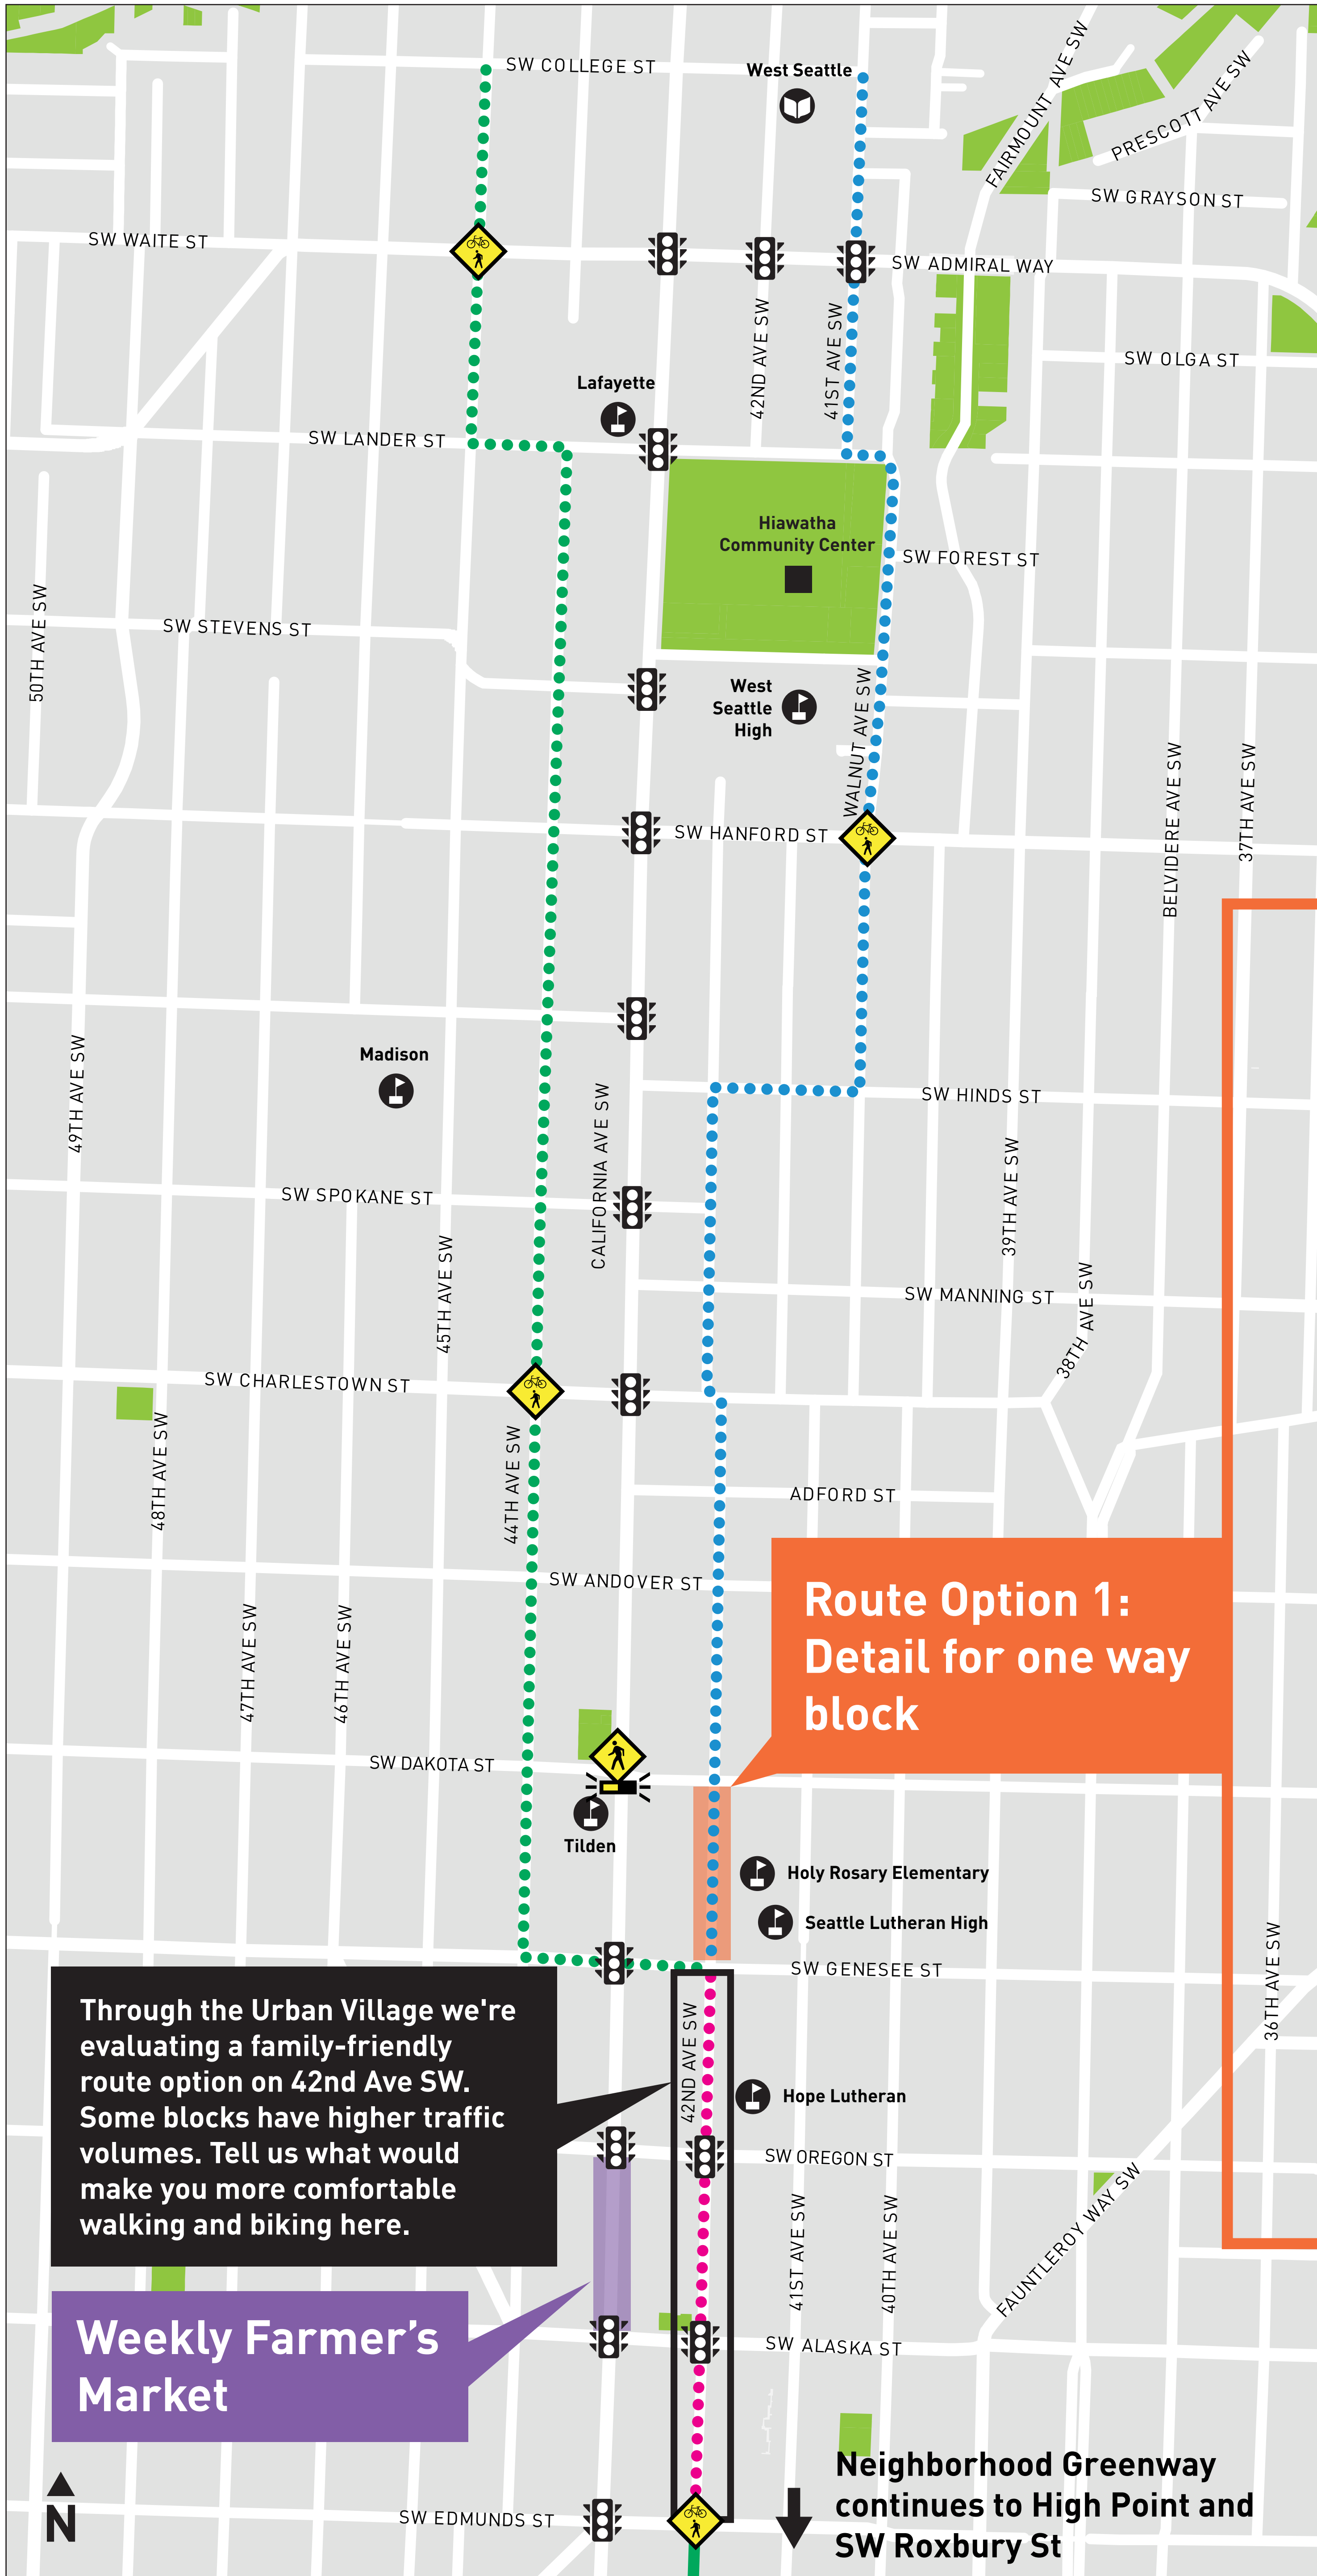 SW COLLEGE ST
West Seattle
FAIRMOUNT AVE SW
PRESCOTT AVE SW
SW GRAYSON ST
SW WAITE ST
SW ADMIRAL WAY
42ND AVE SW
41ST AVE SW
SW OLGA ST
Lafayette
SW LANDER ST
Hiawatha
Community Center
SW FOREST ST
50TH AVE SW
SW STEVENS ST
West
Seattle
High
WALNUT AVE SW
SW HANFORD ST
BELVIDERE AVE SW
37TH AVE SW
49TH AVE SW
Madison
CALIFORNIA AVE SW
SW HINDS ST
39TH AVE SW
SW SPOKANE ST
45TH AVE SW
SW MANNING ST
38TH AVE SW
SW CHARLESTOWN ST
48TH AVE SW
44TH AVE SW
ADFORD ST
SW ANDOVER ST
Route Option 1:
Detail for one way
block
47TH AVE SW
46TH AVE SW
SW DAKOTA ST
Tilden
Holy Rosary Elementary
Seattle Lutheran High
SW GENESEE ST
36TH AVE SW
Through the Urban Village we're
evaluating a family-friendly
route option on 42nd Ave SW.
Some blocks have higher traffic
volumes. Tell us what would
make you more comfortable
walking and biking here.
42ND AVE SW
Hope Lutheran
SW OREGON ST
41ST AVE SW
40TH AVE SW
FAUNTLEROY WAY SW
Weekly Farmer’s
Market
SW ALASKA ST
N
SW EDMUNDS ST
Neighborhood Greenway
continues to High Point and
SW Roxbury St